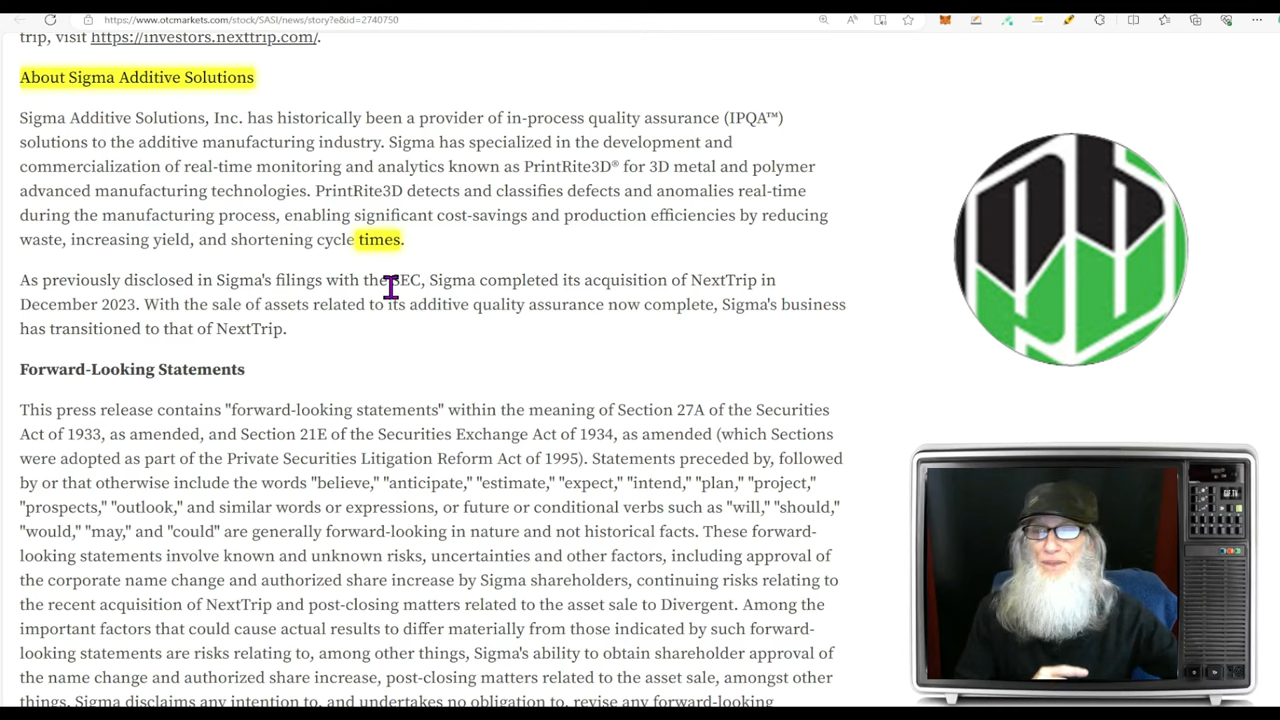 https://www.otcmarkets.com/stock/SASI/news/story?e&id=2740750
trip, visit https://investors.nexttrip.com/.
About Sigma Additive Solutions
Sigma Additive Solutions, Inc. has historically been a provider of in-process quality assurance (IPQA™)
solutions to the additive manufacturing industry. Sigma has specialized in the development and
commercialization of real-time monitoring and analytics known as PrintRite3D® for 3D metal and polymer
advanced manufacturing technologies. PrintRite3D detects and classifies defects and anomalies real-time
during the manufacturing process, enabling significant cost-savings and production efficiencies by reducing
waste, increasing yield, and shortening cycle times.
As previously disclosed in Sigma's filings with the SEC, Sigma completed its acquisition of NextTrip in
December 2023. With the sale of assets related to its additive quality assurance now complete, Sigma's business
has transitioned to that of NextTrip.
Forward-Looking Statements
This press release contains "forward-looking statements" within the meaning of Section 27A of the Securities
Act of 1933, as amended, and Section 21E of the Securities Exchange Act of 1934, as amended (which Sections
were adopted as part of the Private Securities Litigation Reform Act of 1995). Statements preceded by, followed
by or that otherwise include the words "believe," "anticipate," "estimate," "expect," "intend," "plan," "project,"
"prospects," "outlook," and similar words or expressions, or future or conditional verbs such as "will," "should,"
"would," "may," and "could" are generally forward-looking in nature and not historical facts. These forward-
looking statements involve known and unknown risks, uncertainties and other factors, including approval of
the corporate name change and authorized share increase by Sigma shareholders, continuing risks relating to
the recent acquisition of NextTrip and post-closing matters related to the asset sale to Divergent. Among the
important factors that could cause actual results to differ materially from those indicated by such forward-
looking statements are risks relating to, among other things, Sigma's ability to obtain shareholder approval of
the name change and authorized share increase, post-closing matters related to the asset sale, amongst other
things. Sigma disclaims any obligation to, and undertakes no obligation to, revise any forward-looking
GIF.TV